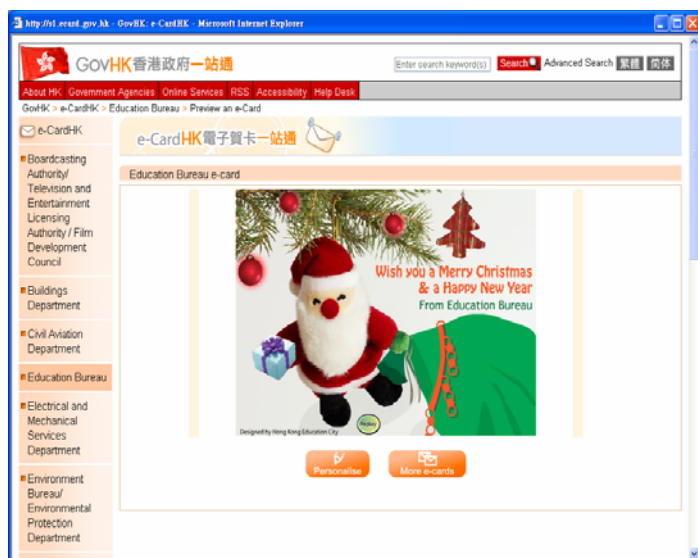 http://s1.ecard.gov.hk - GovHK: e-CardHK - Microsoft Internet Explorer
GovHK香港政府一站通
Enter search keyword(s)
Search
Advanced Search
繁體
简体
About HK Government Agencies Online Services RSS Accessibility Help Desk
GovHK > e-CardHK > Education Bureau > Preview an e-Card
e-CardHK
e-CardHK電子賀卡一站通
Boardcasting
Authority/
Television and
Entertainment
Licensing
Authority / Film
Development
Council
Buildings
Department
Civil Aviation
Department
Education Bureau
Electrical and
Mechanical
Services
Department
Environment
Bureau/
Environmental
Protection
Department
Education Bureau e-card
Wish you a Merry Christmas
& a Happy New Year
From Education Bureau
Designed by Hong Kong Education City
Replay
Personalise
More e-cards